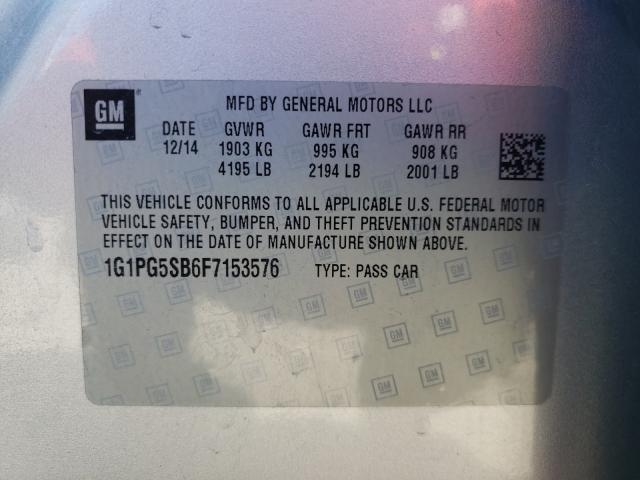 GM ® MFD BY GENERAL MOTORS LLC
DATE GVWR GAWR FRT GAWR RR
12/14 1903 KG 995 KG 908 KG
4195 LB 2194 LB 2001 LB
THIS VEHICLE CONFORMS TO ALL APPLICABLE U.S. FEDERAL MOTOR
VEHICLE SAFETY, BUMPER, AND THEFT PREVENTION STANDARDS IN
EFFECT ON THE DATE OF MANUFACTURE SHOWN ABOVE.
1G1PG5SB6F7153576 TYPE: PASS CAR